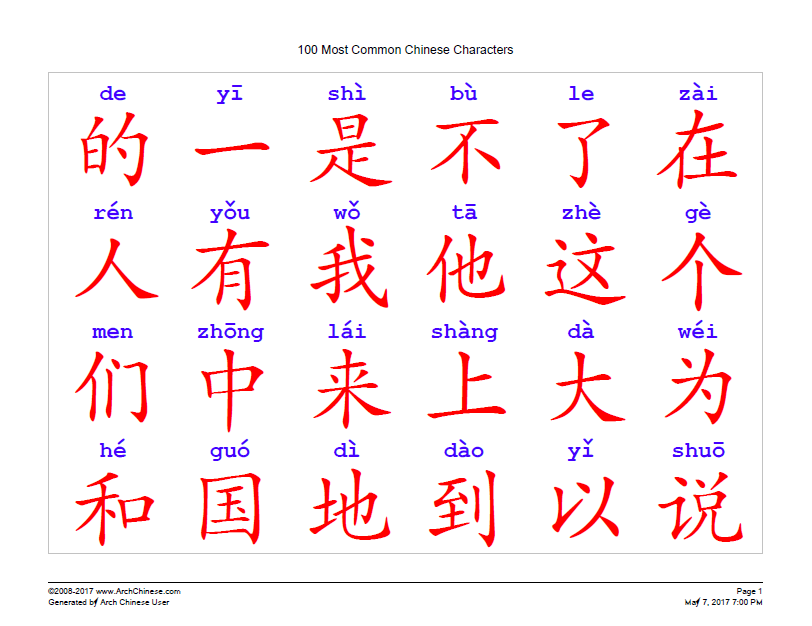 100 Most Common Chinese Characters
de yī shì bù le zài
的 一 是 不 了 在
rén yǒu wǒ tā zhè gè
人 有 我 他 这 个
men zhōng lái shàng dà wéi
们 中 来 上 大 为
hé guó dì dào yǐ shuō
和 国 地 到 以 说
©2008-2017 www.ArchChinese.com Page 1
Generated by Arch Chinese User May 7, 2017 7:00 PM